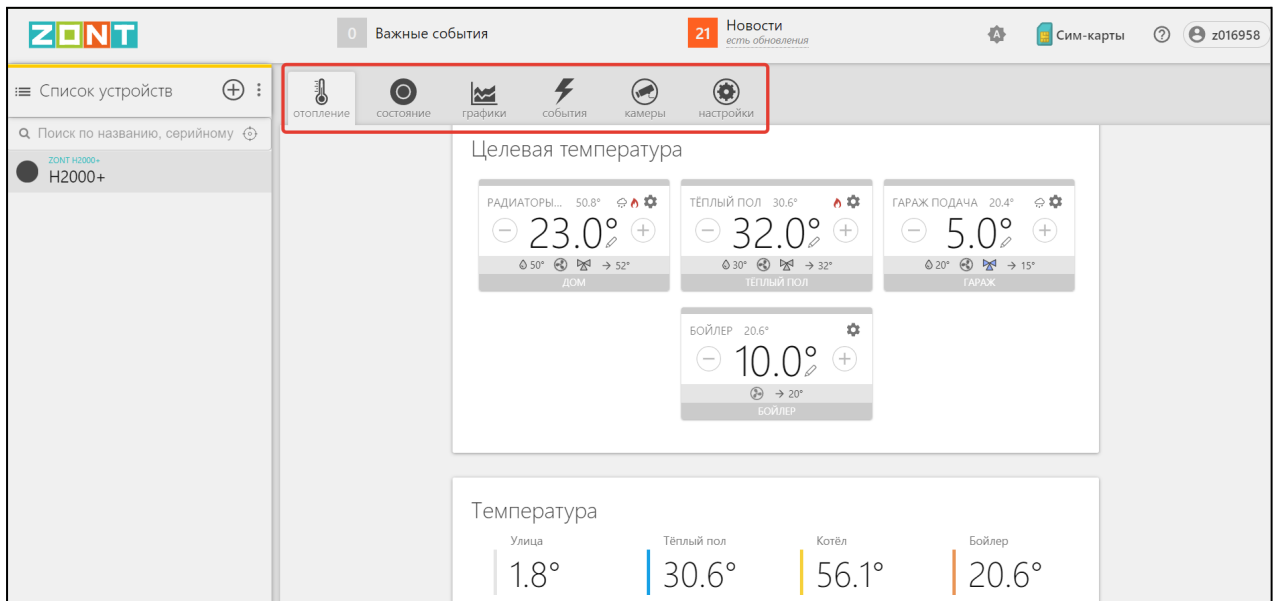 ZONT
0 Важные события
21 Новости
есть обновления
Сим-карты
z016958
Список устройств
Поиск по названию, серийному
ZONT H2000+
H2000+
отопление состояние графики события камеры настройки
Целевая температура
РАДИАТОРЫ... 50.8°
23.0°
50° → 52°
ДОМ
ТЁПЛЫЙ ПОЛ 30.6°
32.0°
30° → 32°
ТЁПЛЫЙ ПОЛ
ГАРАЖ ПОДАЧА 20.4°
5.0°
20° → 15°
ГАРАЖ
БОЙЛЕР 20.6°
10.0°
→ 20°
БОЙЛЕР
Температура
Улица Тёплый пол Котёл Бойлер
1.8° 30.6° 56.1° 20.6°